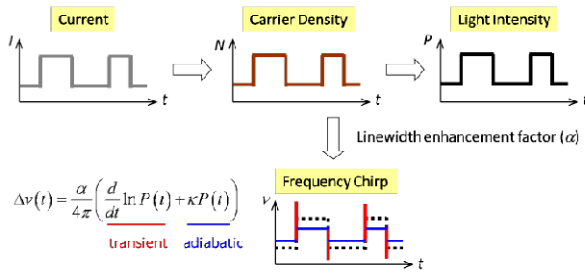 Current
Carrier Density
Light Intensity
I
N
P
t
t
t
Linewidth enhancement factor (α)
Frequency Chirp
Δν(t) = α/4π (d/dt ln P(t) + κP(t))
transient
adiabatic
ν
t